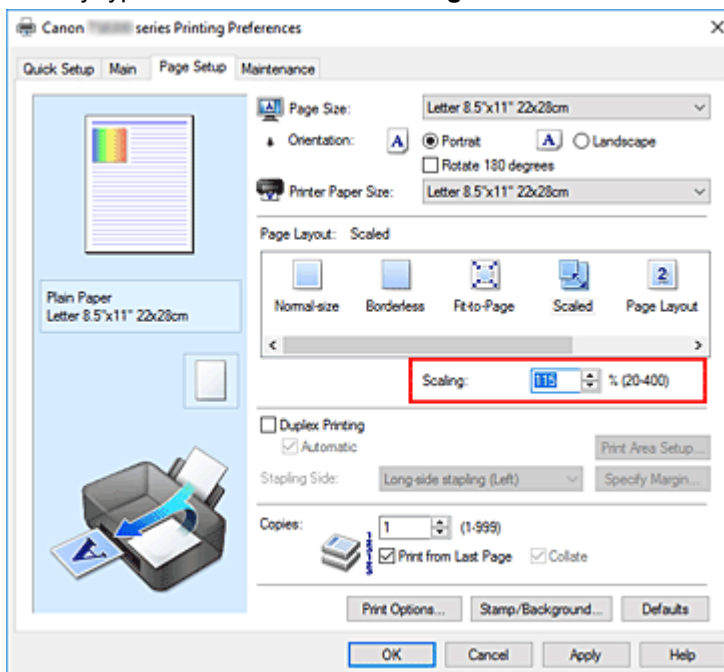 Canon series Printing Preferences
Quick Setup Main Page Setup Maintenance
Page Size: Letter 8.5"x11" 22x28cm
Orientation: A Portrait A Landscape
Rotate 180 degrees
Printer Paper Size: Letter 8.5"x11" 22x28cm
Page Layout: Scaled
Normal-size Borderless Fit-to-Page Scaled 2 Page Layout
Plain Paper
Letter 8.5"x11" 22x28cm
Scaling: 115 % (20-400)
Duplex Printing
Automatic
Print Area Setup...
Stapling Side: Long-side stapling (Left) Specify Margin...
Copies: 1 (1-999)
Print from Last Page Collate
A
Print Options... Stamp/Background... Defaults
OK Cancel Apply Help